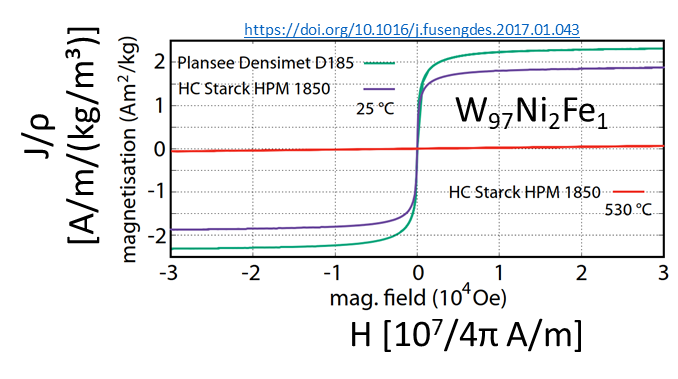 https://doi.org/10.1016/j.fusengdes.2017.01.043
J/ρ
[A/m/(kg/m³)]
magnetisation (Am²/kg)
2
1
0
-1
-2
Plansee Densimet D185
HC Starck HPM 1850
25 °C
W₉₇Ni₂Fe₁
HC Starck HPM 1850
530 °C
-3 -2 -1 0 1 2 3
mag. field (10⁴Oe)
H [10⁷/4π A/m]